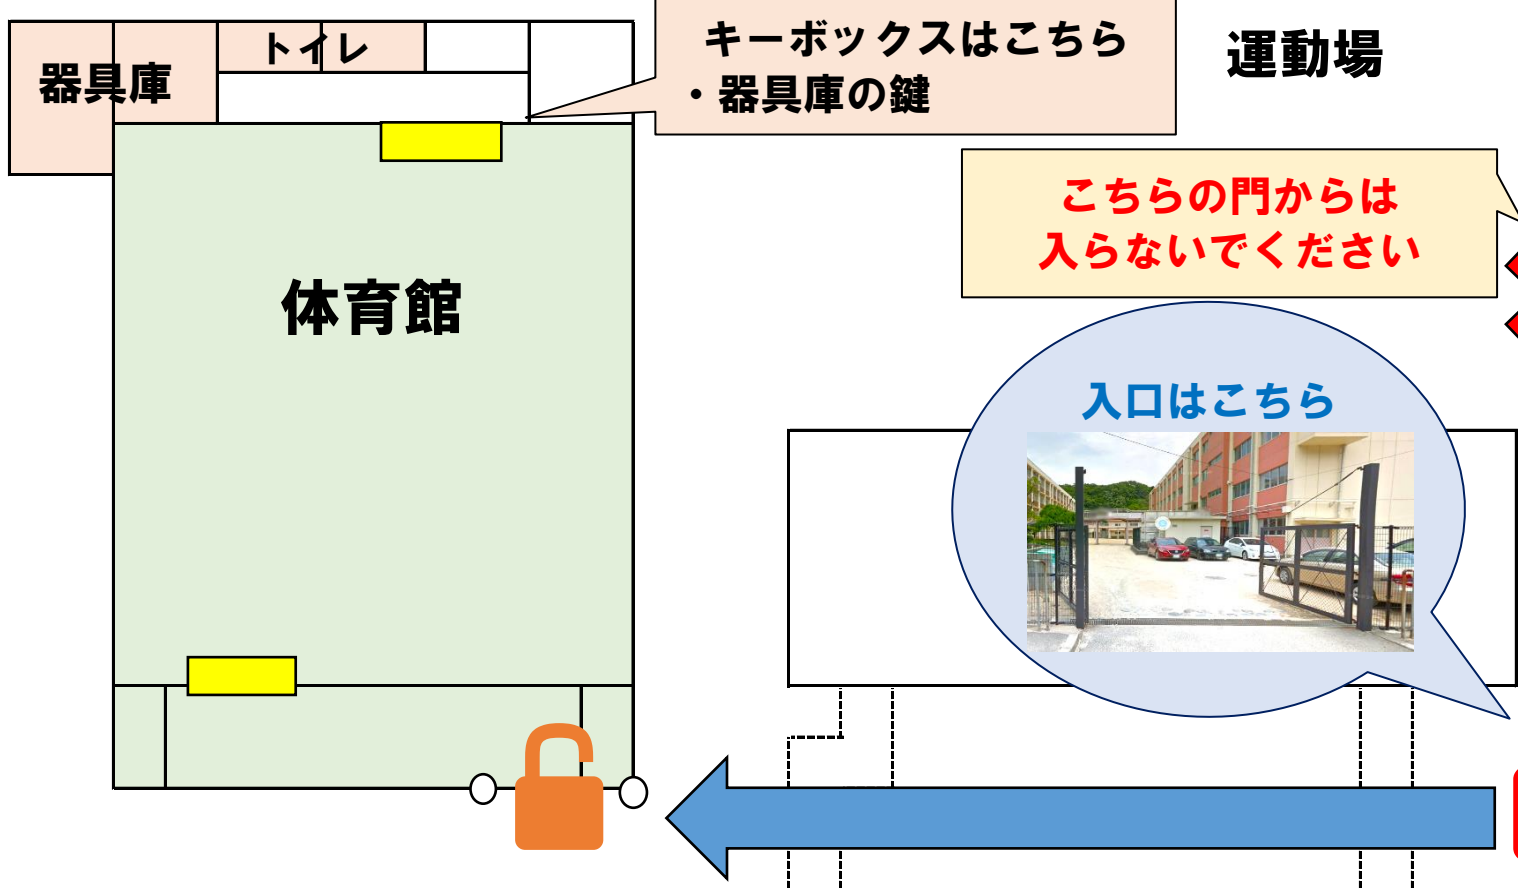 トイレ
器具庫
キーボックスはこちら
・器具庫の鍵
運動場
こちらの門からは
入らないでください
体育館
入口はこちら